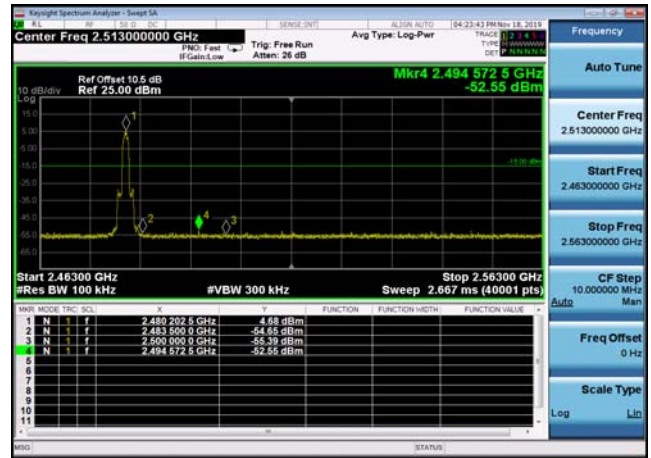 Keysight Spectrum Analyzer - Swept SA
RL RF 50 Ω DC SENSE:INT ALIGN AUTO 04:23:43 PM Nov 18, 2019
Center Freq 2.513000000 GHz
PNO: Fast
IFGain:Low
Trig: Free Run
Atten: 26 dB
Avg Type: Log-Pwr
TRACE 1 2 3 4 5 6
TYPE M WWWWW
DET P N N N N N
Ref Offset 10.5 dB
10 dB/div Ref 25.00 dBm
Log
Mkr4 2.494 572 5 GHz
-52.55 dBm
15.0
5.00
-5.00
-15.0
-25.0
-35.0
-45.0
-55.0
-65.0
-15.00 dBm
1
2
4
3
Start 2.46300 GHz
Stop 2.56300 GHz
#Res BW 100 kHz
#VBW 300 kHz
Sweep 2.667 ms (40001 pts)
MKR MODE TRC SCL X Y FUNCTION FUNCTION WIDTH FUNCTION VALUE
1 N 1 f 2.480 202 5 GHz 4.68 dBm
2 N 1 f 2.483 500 0 GHz -54.65 dBm
3 N 1 f 2.500 000 0 GHz -55.39 dBm
4 N 1 f 2.494 572 5 GHz -52.55 dBm
5
6
7
8
9
10
11
MSG
STATUS
Frequency
Auto Tune
Center Freq
2.513000000 GHz
Start Freq
2.463000000 GHz
Stop Freq
2.563000000 GHz
CF Step
10.000000 MHz
Auto Man
Freq Offset
0 Hz
Scale Type
Log Lin